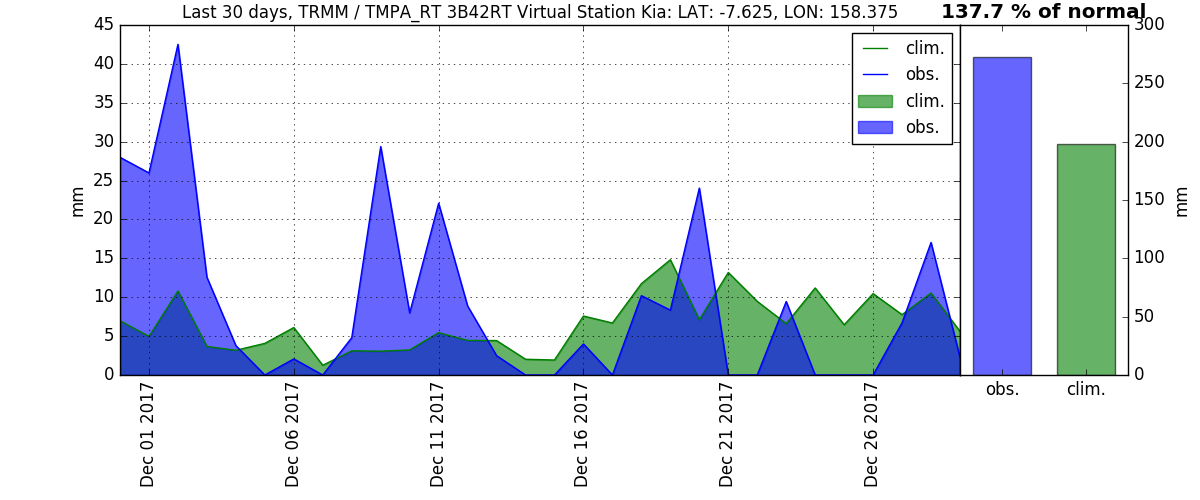 Last 30 days, TRMM / TMPA_RT 3B42RT Virtual Station Kia: LAT: -7.625, LON: 158.375
137.7 % of normal
45
40
35
30
25
20
15
10
5
0
mm
clim.
obs.
clim.
obs.
Dec 01 2017
Dec 06 2017
Dec 11 2017
Dec 16 2017
Dec 21 2017
Dec 26 2017
300
250
200
150
100
50
0
mm
obs.
clim.